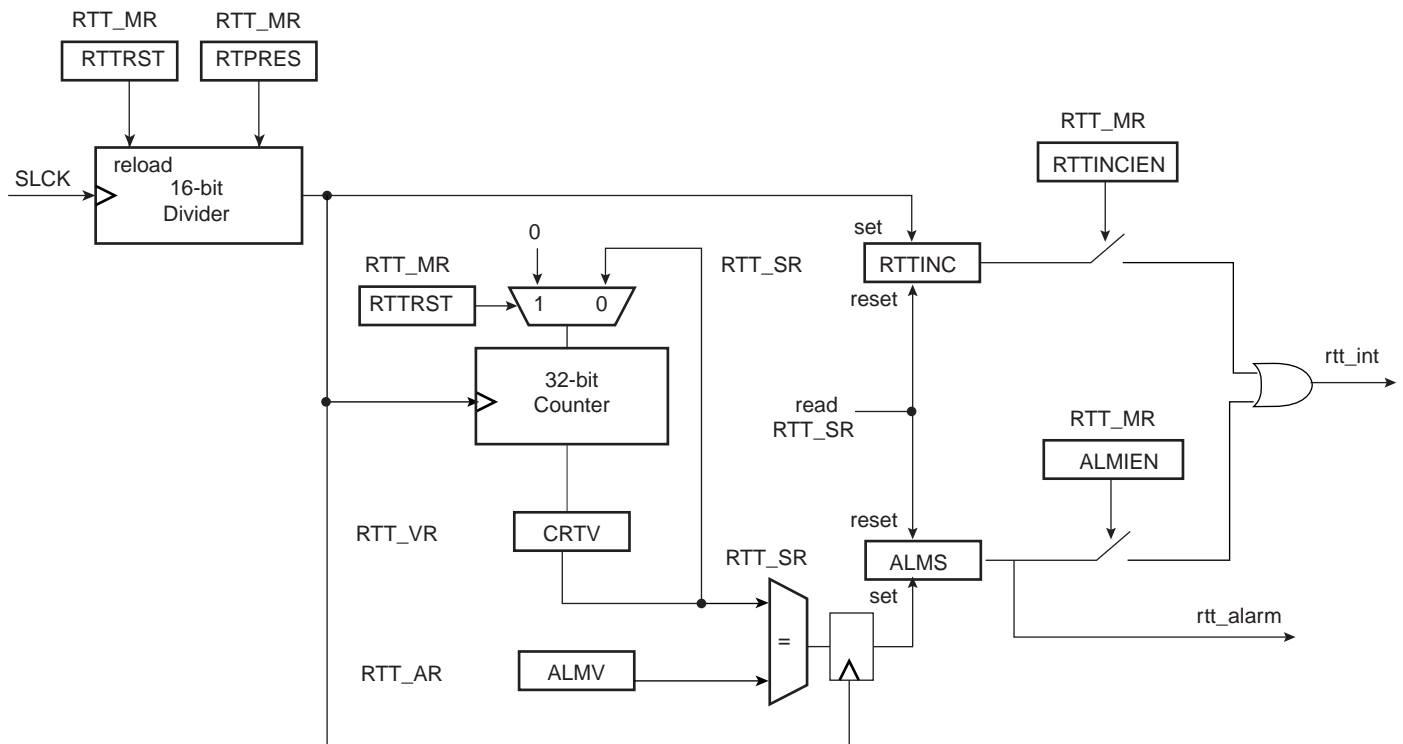 RTT_MR
RTTRST
RTT_MR
RTPRES
reload
16-bit
Divider
SLCK
RTT_MR
RTTINCIEN
0
set
RTTINC
reset
RTT_SR
RTT_MR
RTTRST
1 0
32-bit
Counter
read
RTT_SR
rtt_int
RTT_MR
ALMIEN
reset
ALMS
set
RTT_VR
CRTV
RTT_SR
=
rtt_alarm
RTT_AR
ALMV